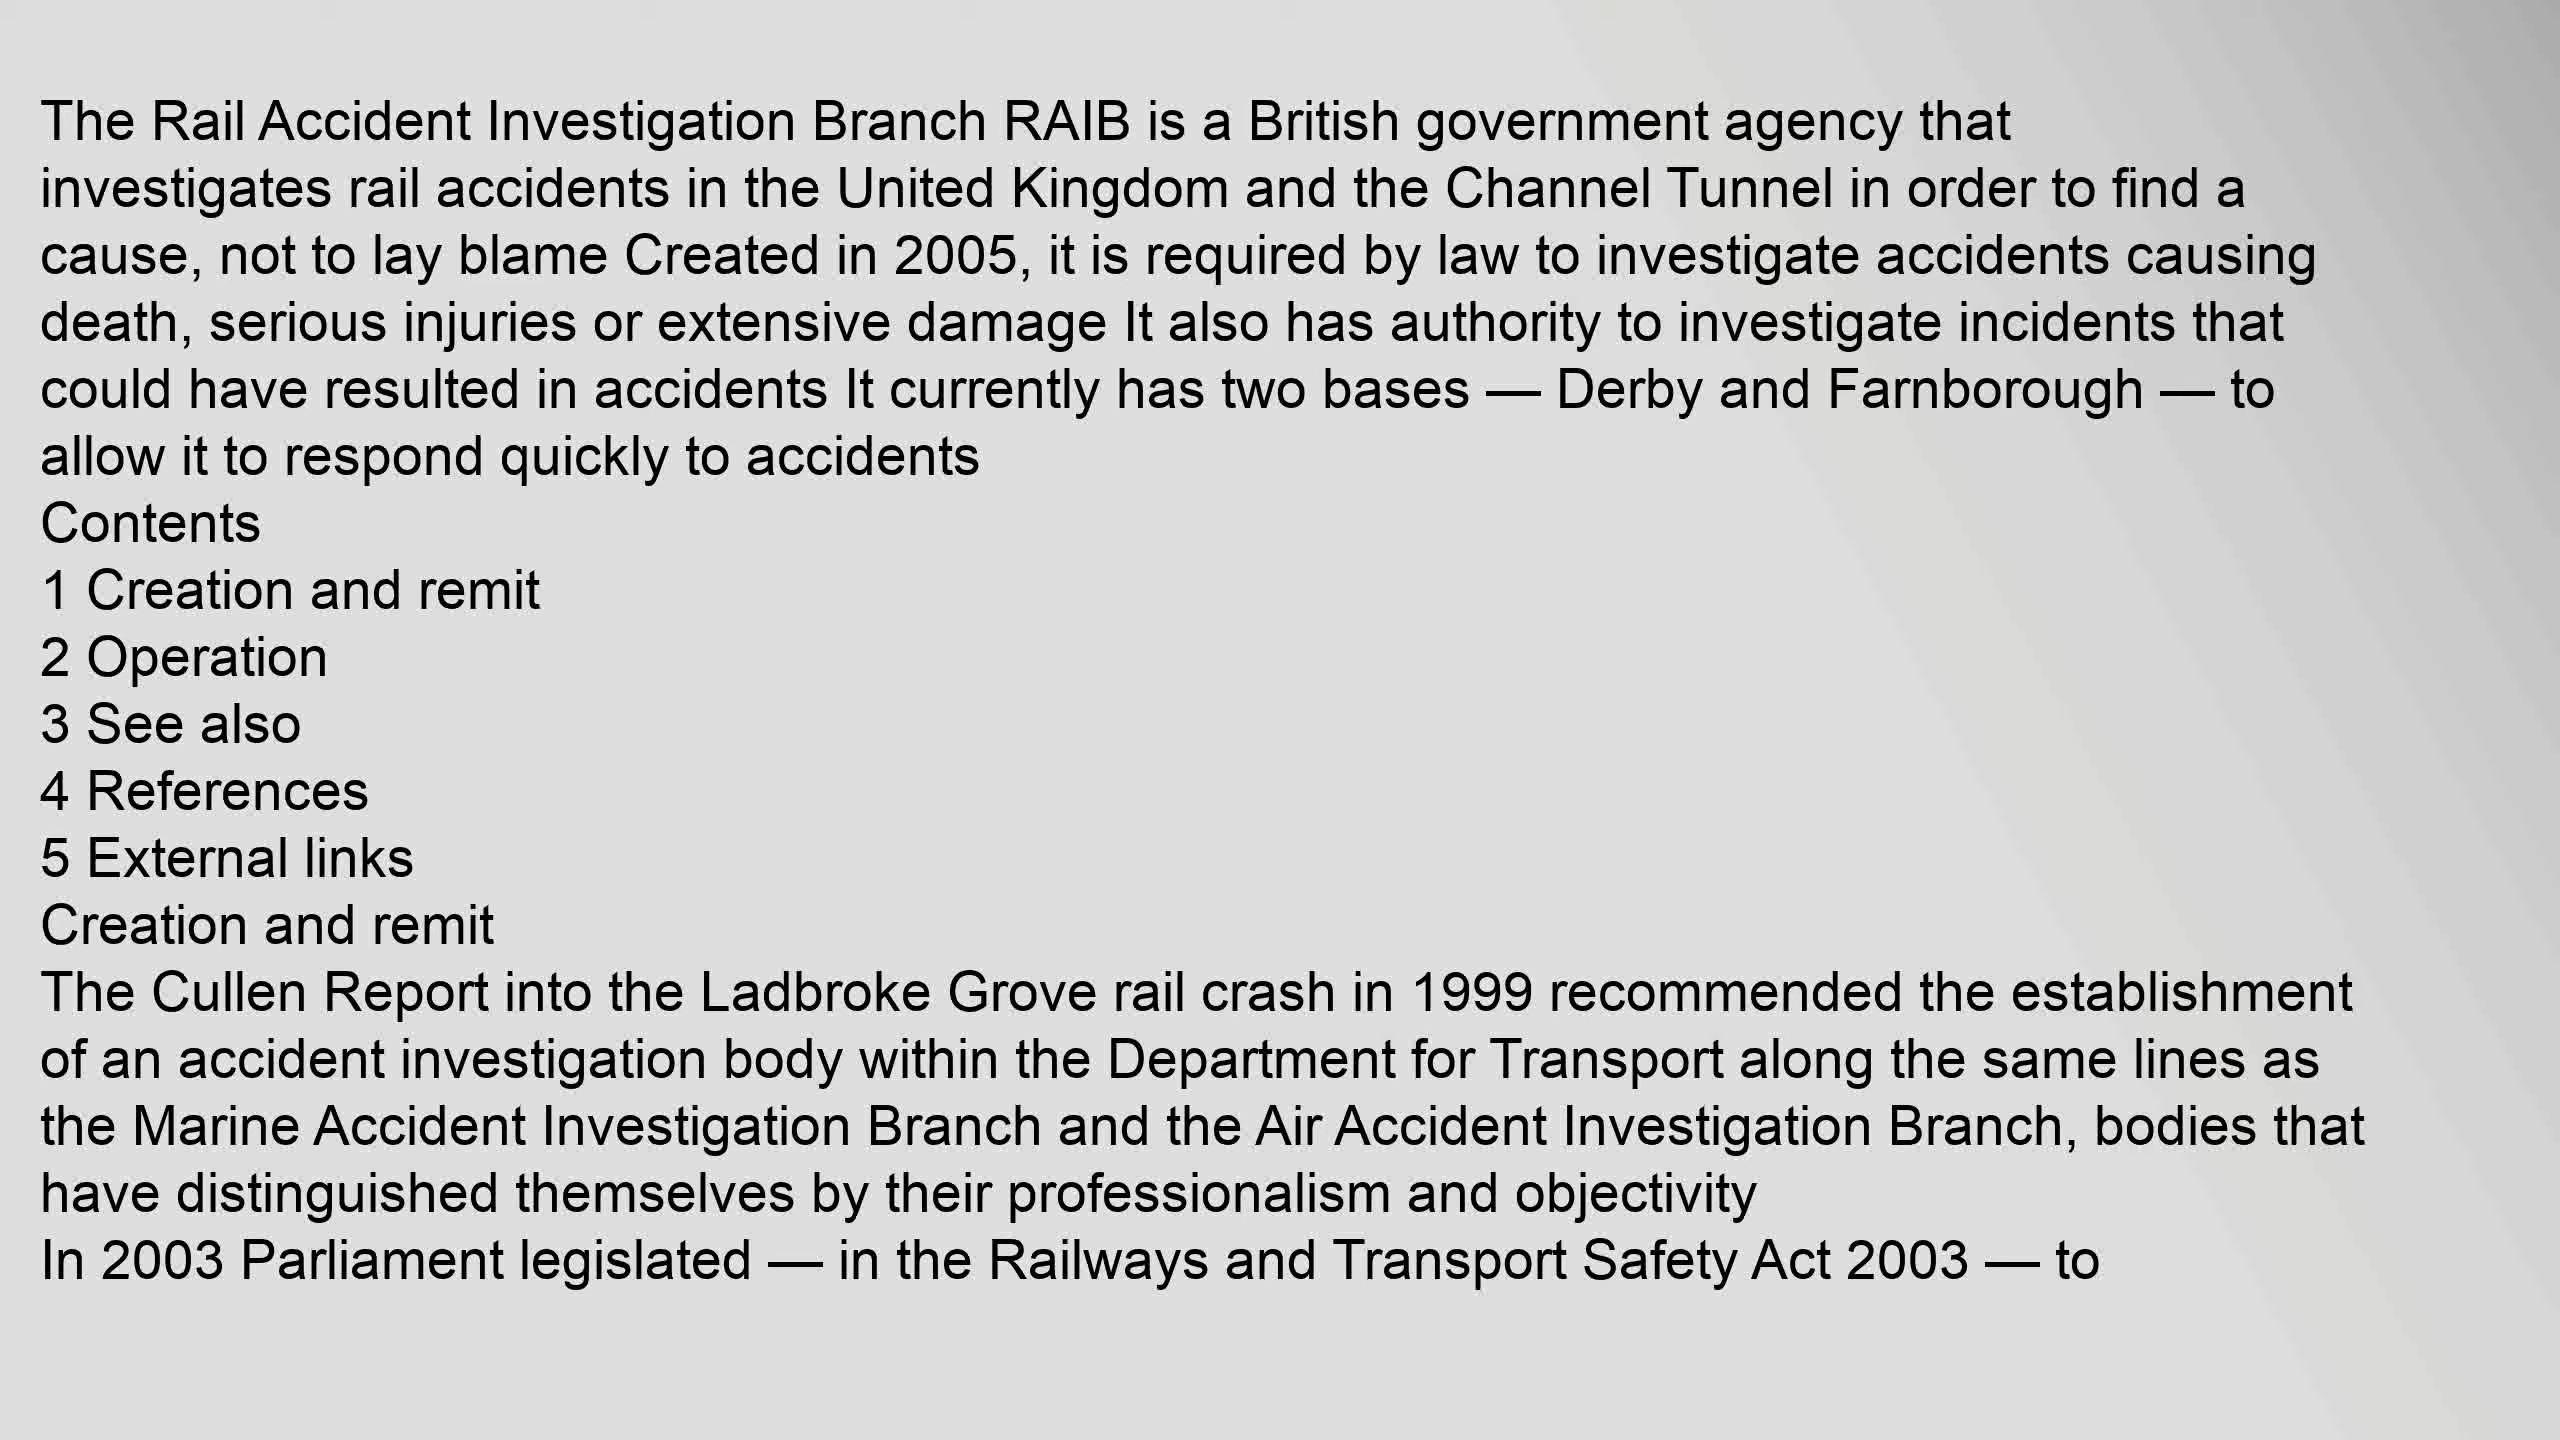 The Rail Accident Investigation Branch RAIB is a British government agency that
investigates rail accidents in the United Kingdom and the Channel Tunnel in order to find a
cause, not to lay blame Created in 2005, it is required by law to investigate accidents causing
death, serious injuries or extensive damage It also has authority to investigate incidents that
could have resulted in accidents It currently has two bases — Derby and Farnborough — to
allow it to respond quickly to accidents
Contents
1 Creation and remit
2 Operation
3 See also
4 References
5 External links
Creation and remit
The Cullen Report into the Ladbroke Grove rail crash in 1999 recommended the establishment
of an accident investigation body within the Department for Transport along the same lines as
the Marine Accident Investigation Branch and the Air Accident Investigation Branch, bodies that
have distinguished themselves by their professionalism and objectivity
In 2003 Parliament legislated — in the Railways and Transport Safety Act 2003 — to